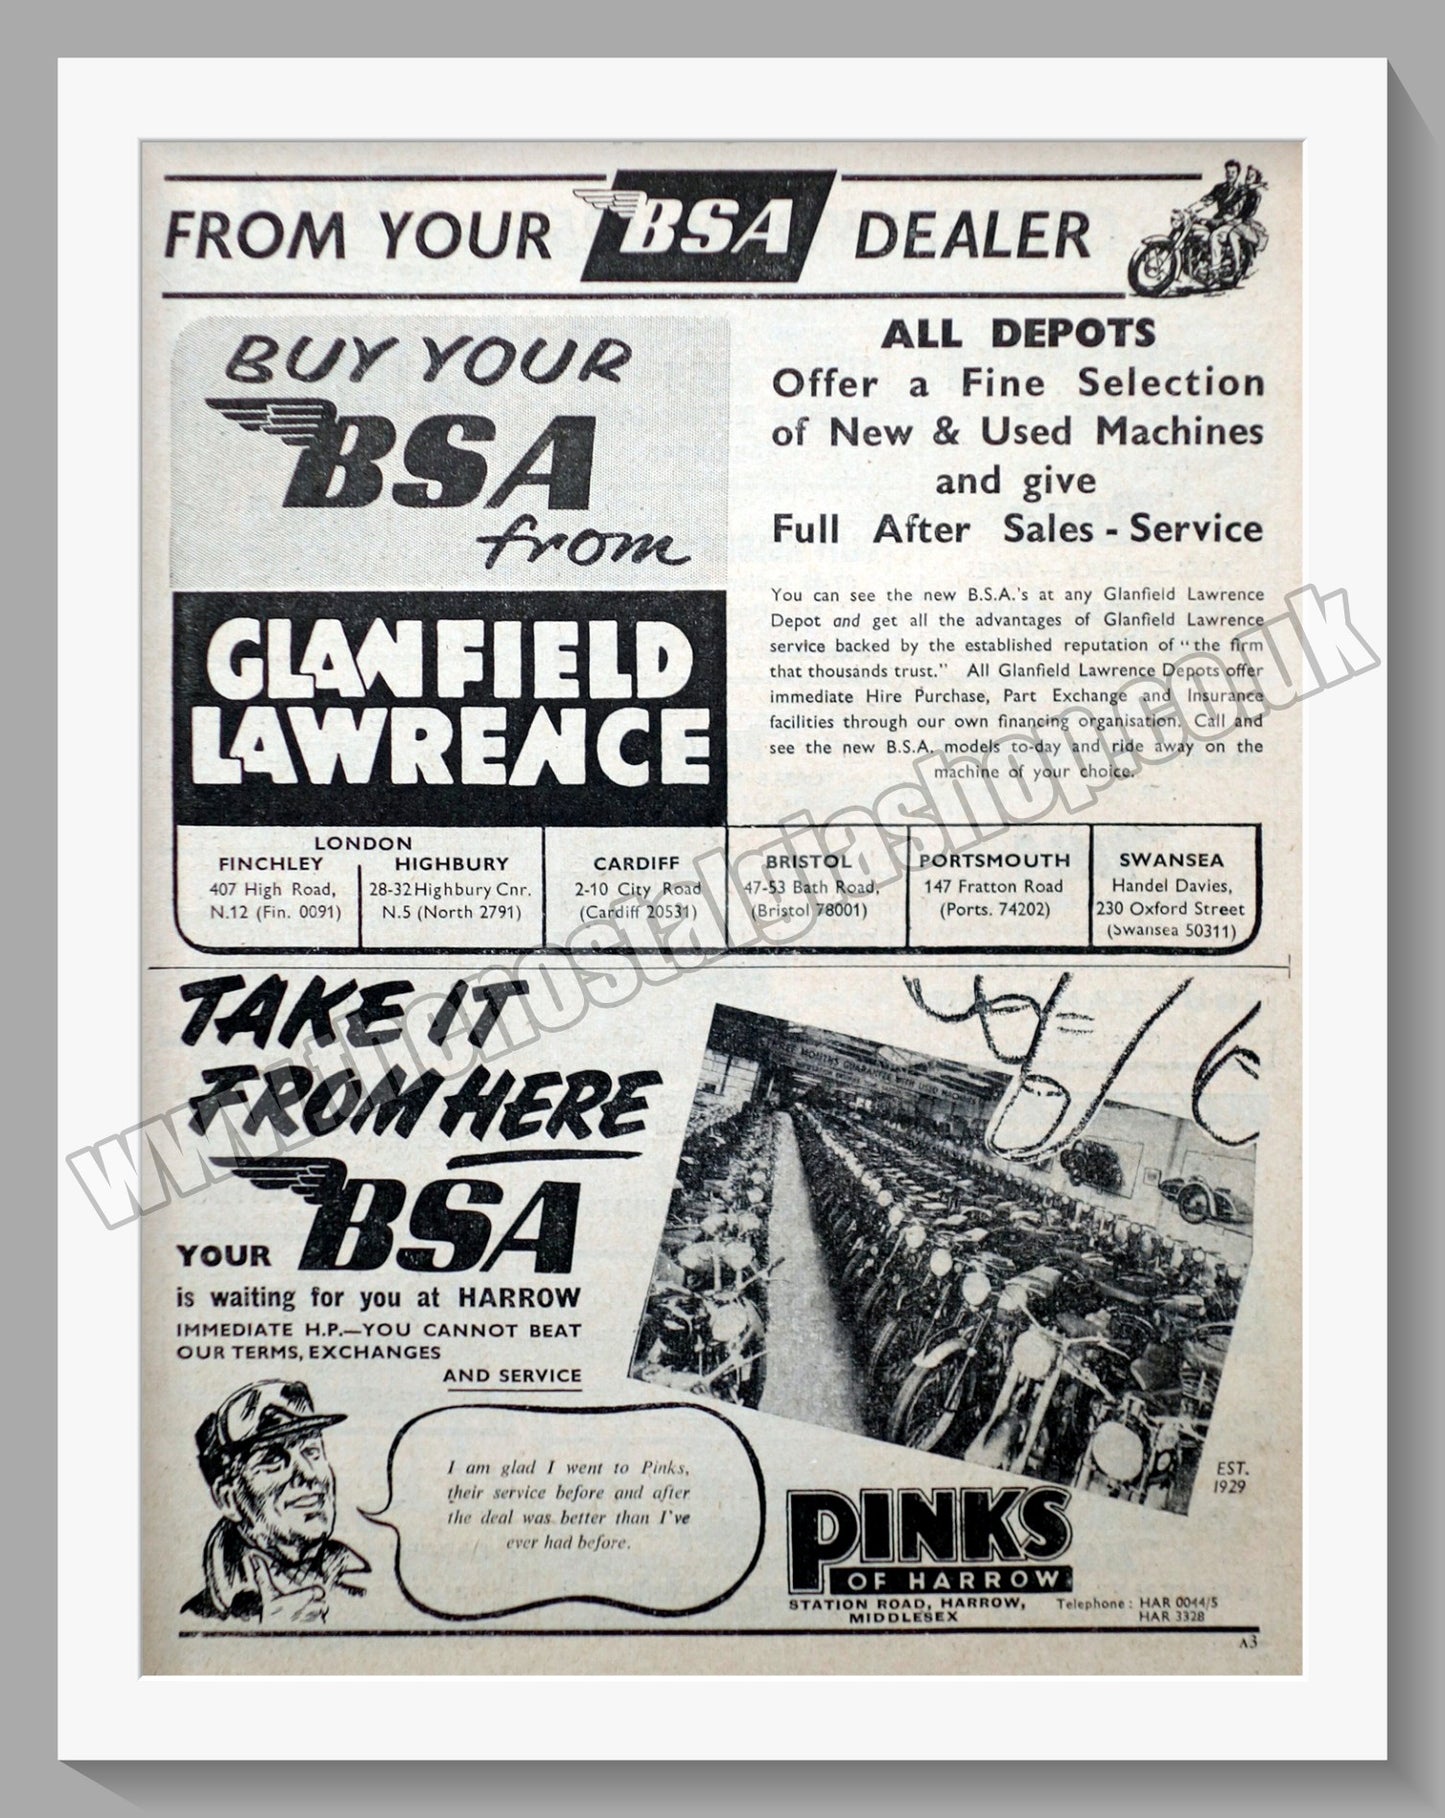 FROM YOUR BSA DEALER
BUY YOUR
BSA
from
GLANFIELD
LAWRENCE
ALL DEPOTS
Offer a Fine Selection
of New & Used Machines
and give
Full After Sales - Service
You can see the new B.S.A.'s at any Glanfield Lawrence
Depot and get all the advantages of Glanfield Lawrence
service backed by the established reputation of "the firm
that thousands trust." All Glanfield Lawrence Depots offer
immediate Hire Purchase, Part Exchange and Insurance
facilities through our own financing organisation. Call and
see the new B.S.A. models to-day and ride away on the
machine of your choice.
LONDON
FINCHLEY
407 High Road,
N.12 (Fin. 0091)
HIGHBURY
28-32 Highbury Cnr.
N.5 (North 2791)
CARDIFF
2-10 City Road
(Cardiff 20531)
BRISTOL
47-53 Bath Road,
(Bristol 78001)
PORTSMOUTH
147 Fratton Road
(Ports. 74202)
SWANSEA
Handel Davies,
230 Oxford Street
(Swansea 50311)
TAKE IT
FROM HERE
YOUR BSA
is waiting for you at HARROW
IMMEDIATE H.P.—YOU CANNOT BEAT
OUR TERMS, EXCHANGES
AND SERVICE
THREE MONTHS GUARANTEE WITH USED MACHINES
I am glad I went to Pinks,
their service before and after
the deal was better than I've
ever had before.
EST.
1929
PINKS
OF HARROW
STATION ROAD, HARROW,
MIDDLESEX
Telephone: HAR 0044/5
HAR 3328
A3
www.thenostalgiashop.co.uk